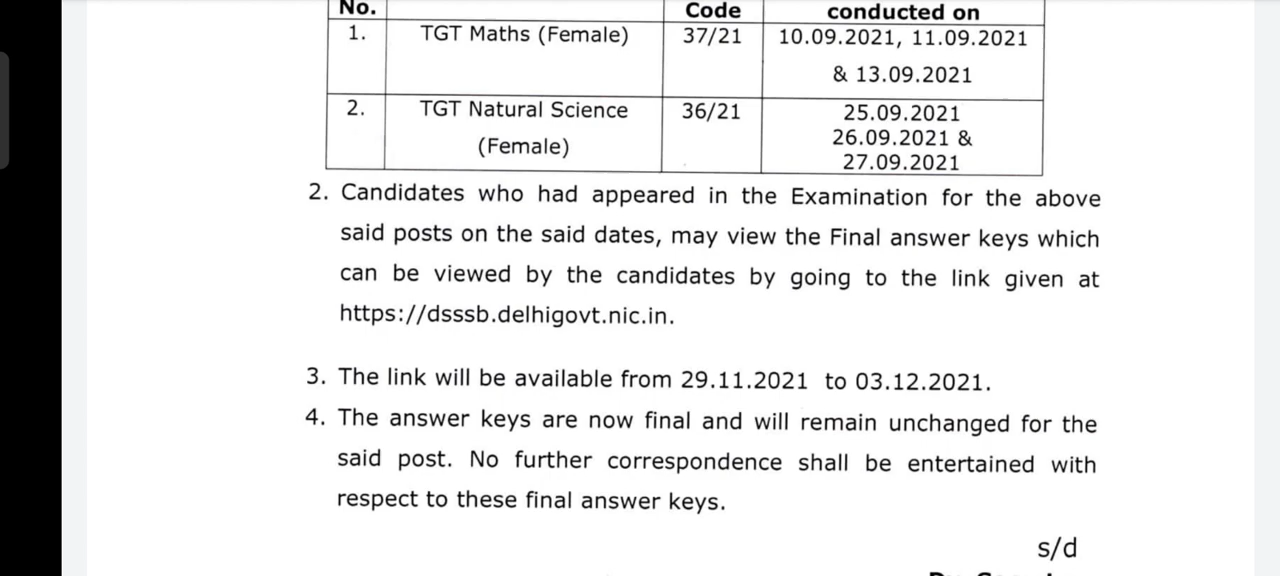 No. Code conducted on
1. TGT Maths (Female) 37/21 10.09.2021, 11.09.2021
& 13.09.2021
2. TGT Natural Science 36/21 25.09.2021
(Female) 26.09.2021 &
27.09.2021
2. Candidates who had appeared in the Examination for the above
said posts on the said dates, may view the Final answer keys which
can be viewed by the candidates by going to the link given at
https://dsssb.delhigovt.nic.in.
3. The link will be available from 29.11.2021 to 03.12.2021.
4. The answer keys are now final and will remain unchanged for the
said post. No further correspondence shall be entertained with
respect to these final answer keys.
s/d